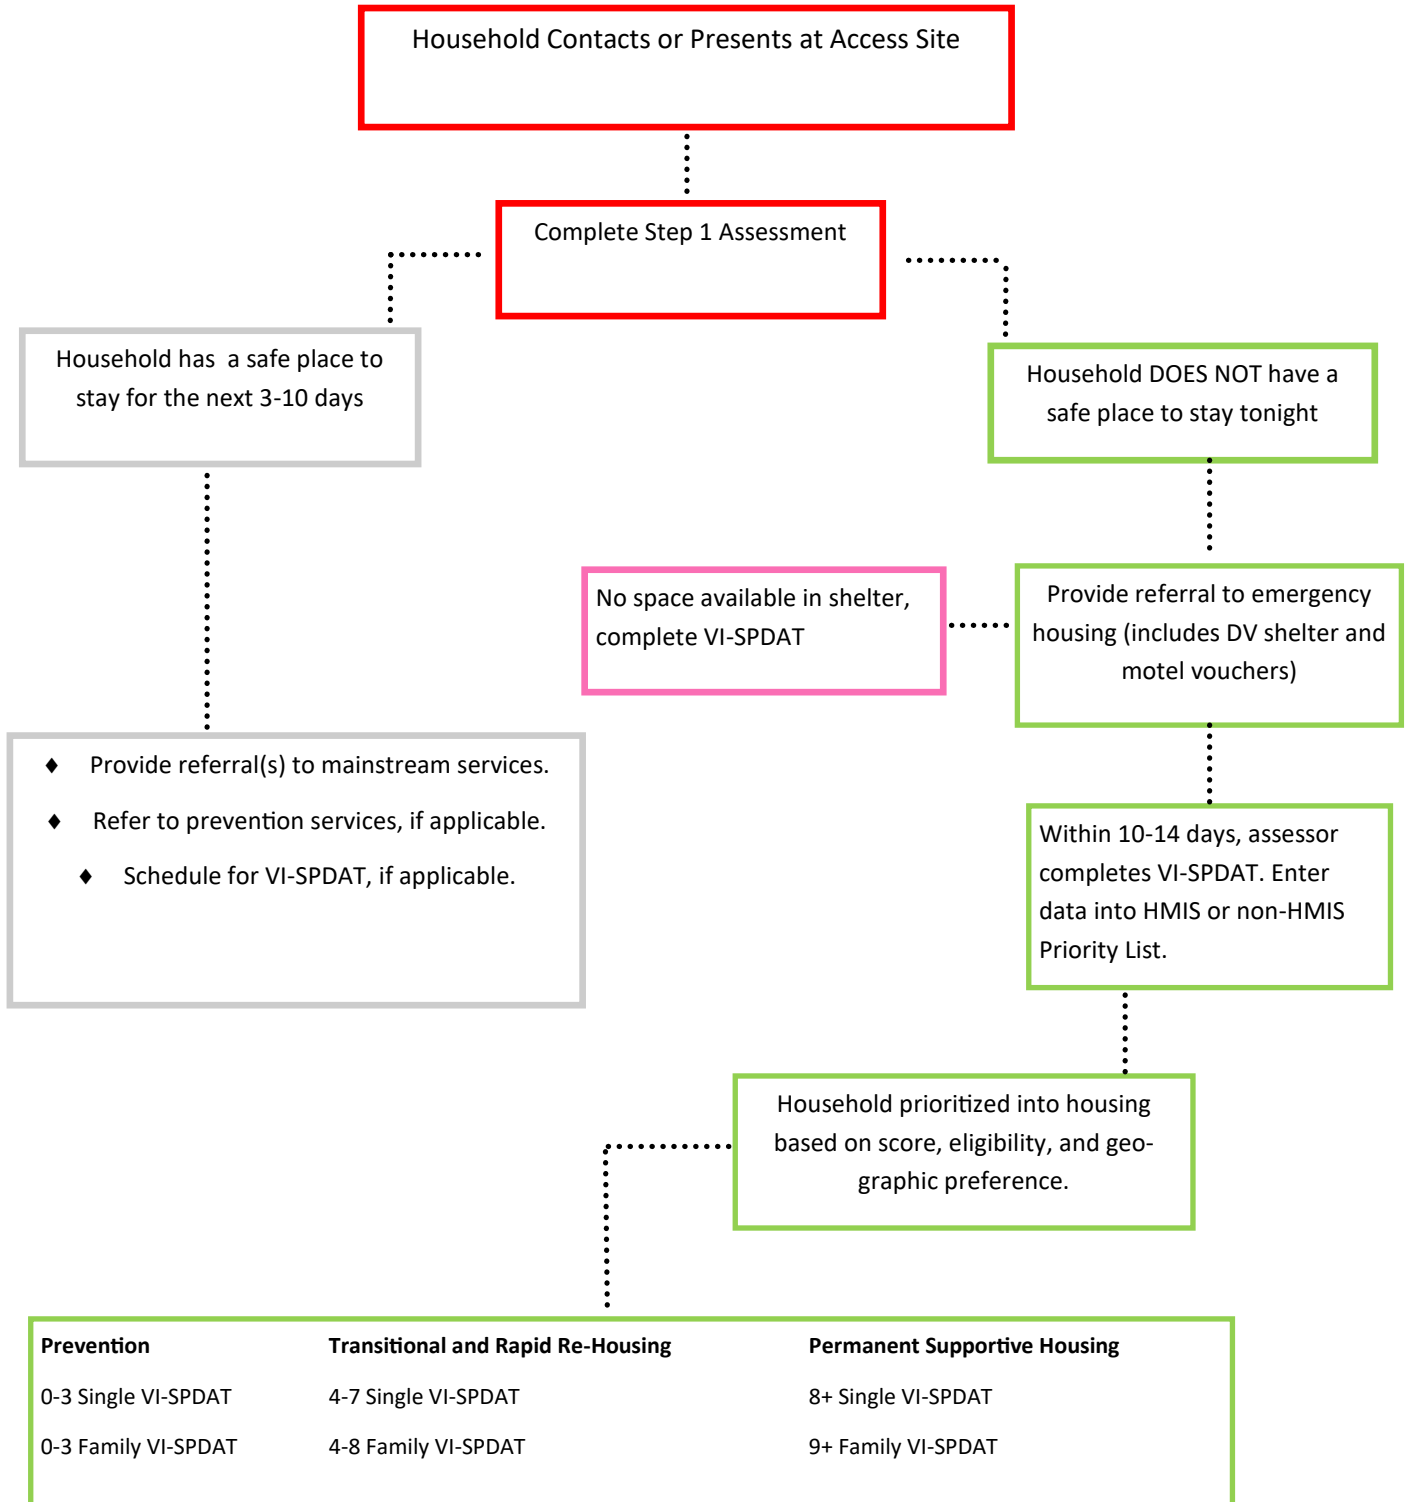 Household Contacts or Presents at Access Site
Complete Step 1 Assessment
Household has  a safe place to
stay for the next 3-10 days
Household DOES NOT have a
safe place to stay tonight
No space available in shelter,
complete VI-SPDAT
Provide referral to emergency
housing (includes DV shelter and
motel vouchers)
♦ Provide referral(s) to mainstream services.
♦ Refer to prevention services, if applicable.
♦ Schedule for VI-SPDAT, if applicable.
Within 10-14 days, assessor
completes VI-SPDAT. Enter
data into HMIS or non-HMIS
Priority List.
Household prioritized into housing
based on score, eligibility, and geo-
graphic preference.
Prevention Transitional and Rapid Re-Housing Permanent Supportive Housing
0-3 Single VI-SPDAT 4-7 Single VI-SPDAT 8+ Single VI-SPDAT
0-3 Family VI-SPDAT 4-8 Family VI-SPDAT 9+ Family VI-SPDAT